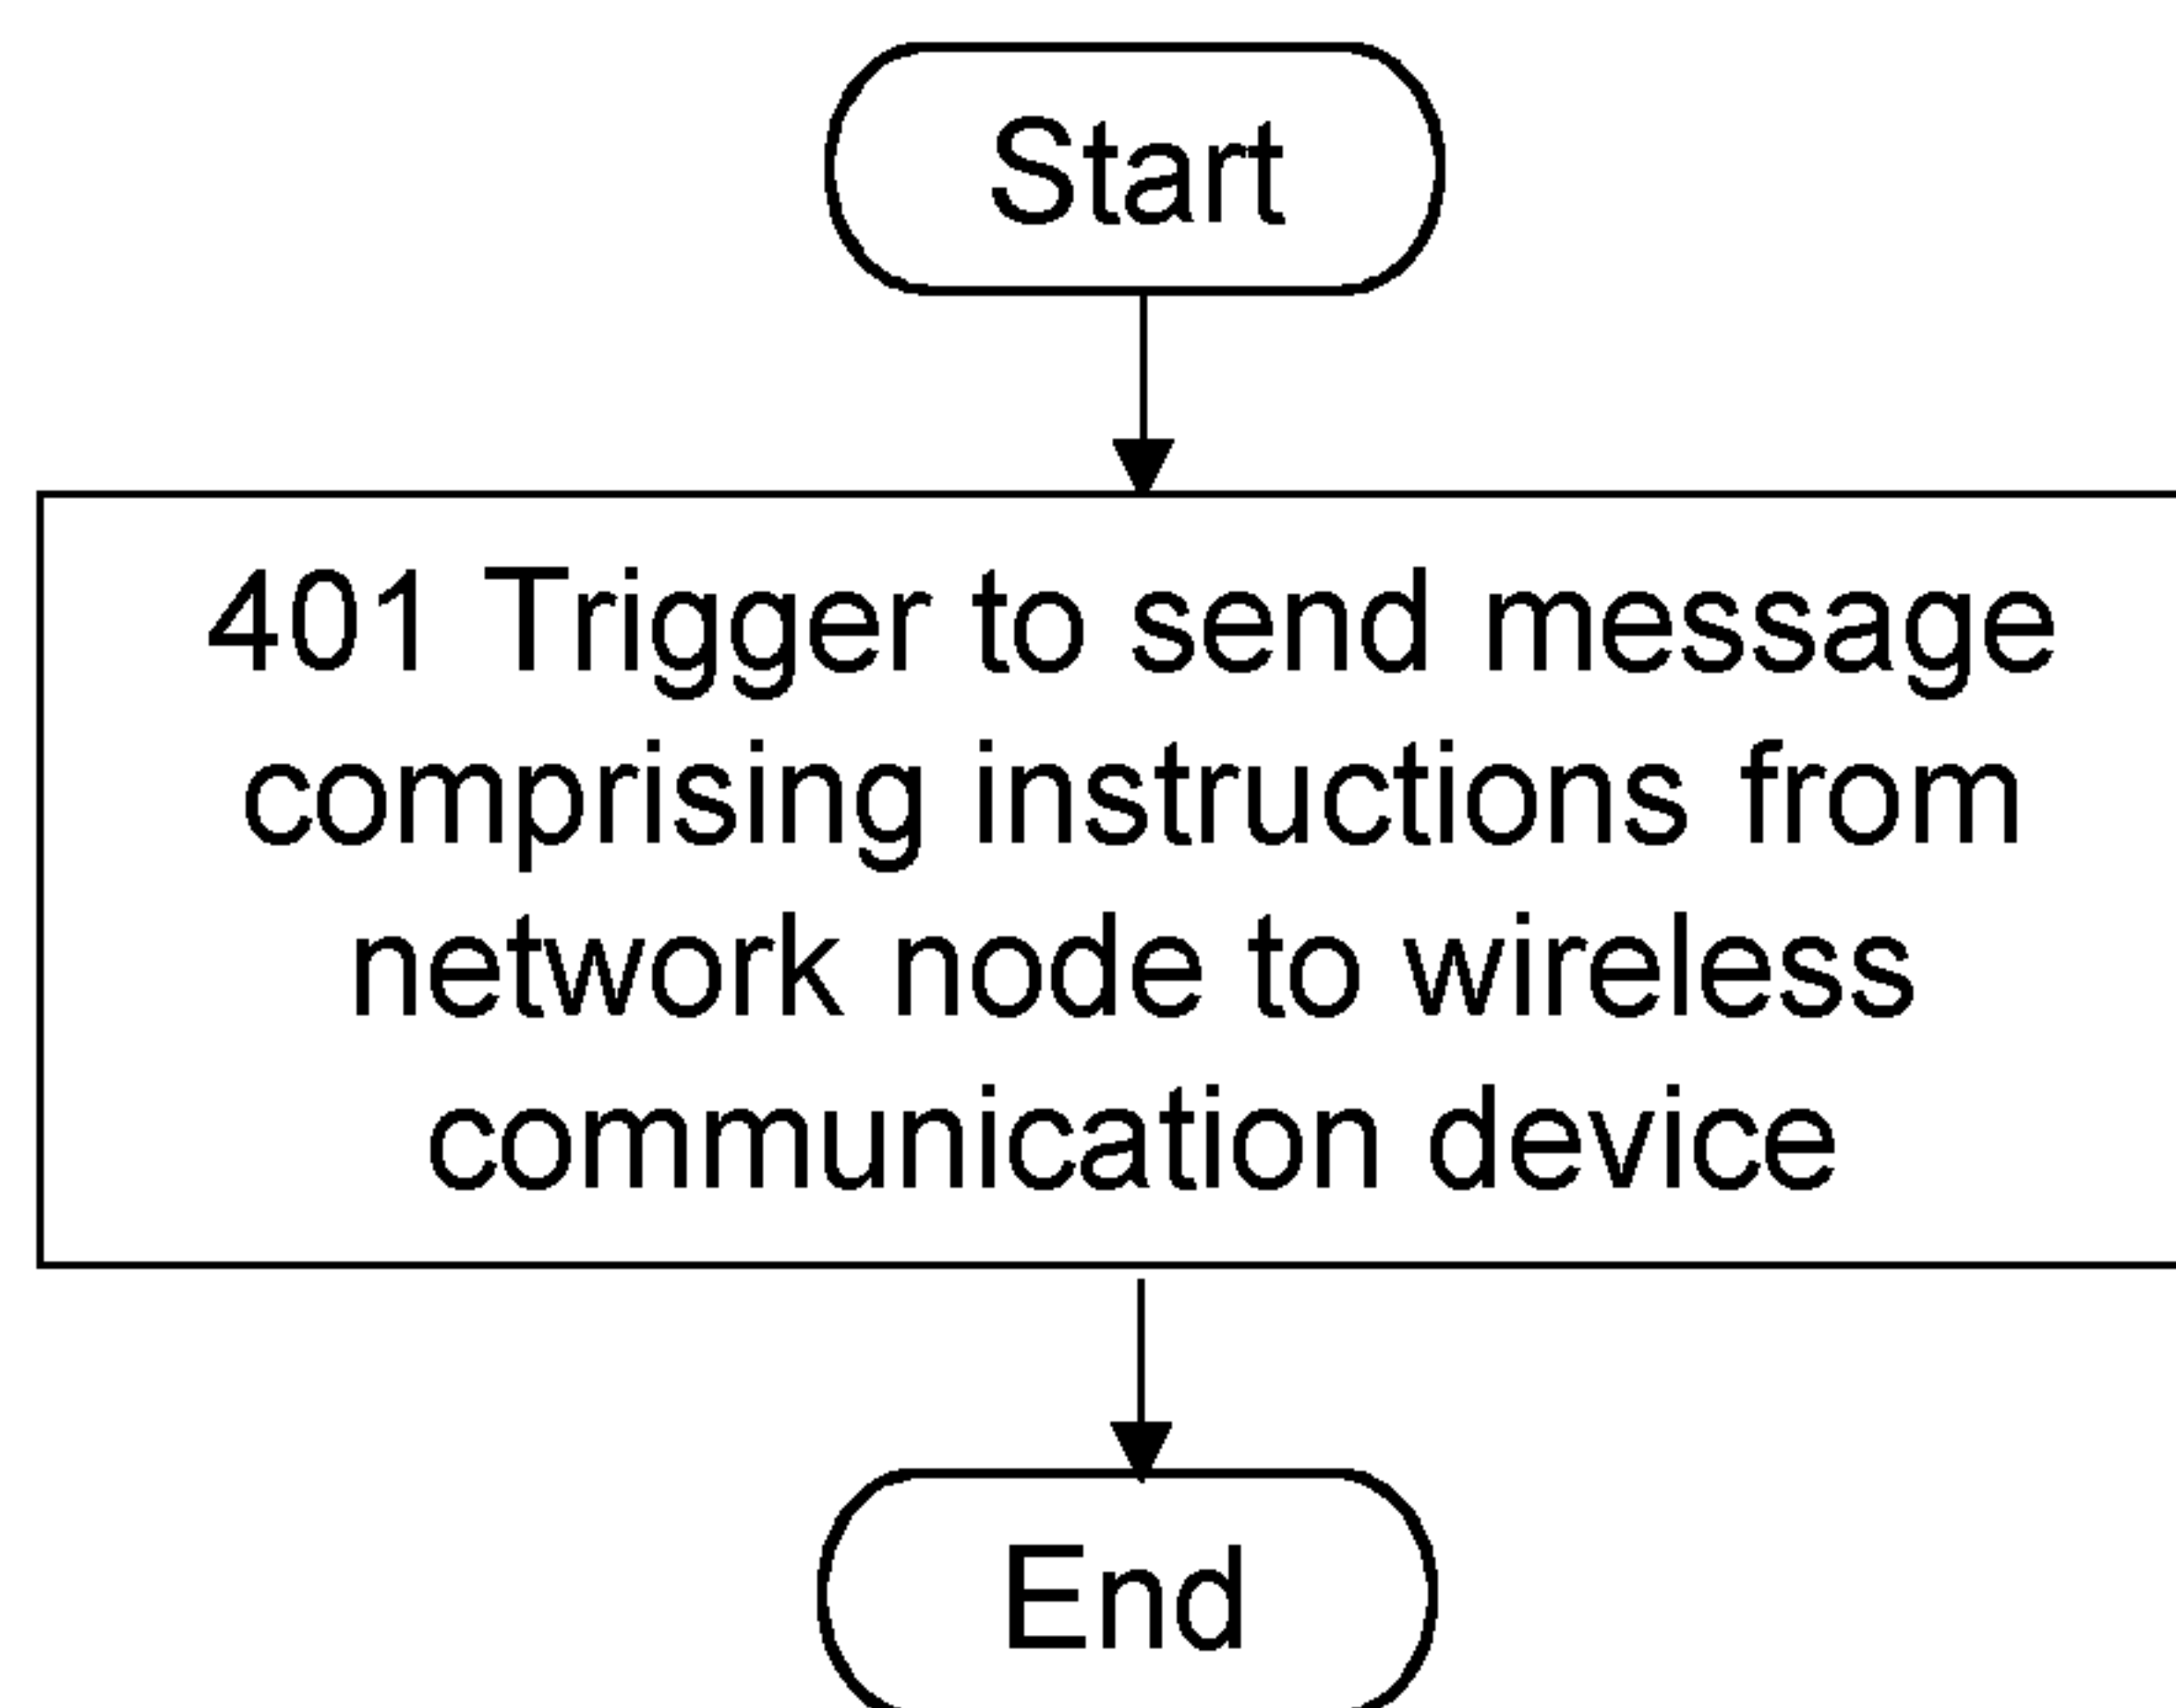 Start
401 Trigger to send message
comprising instructions from
network node to wireless
communication device
End